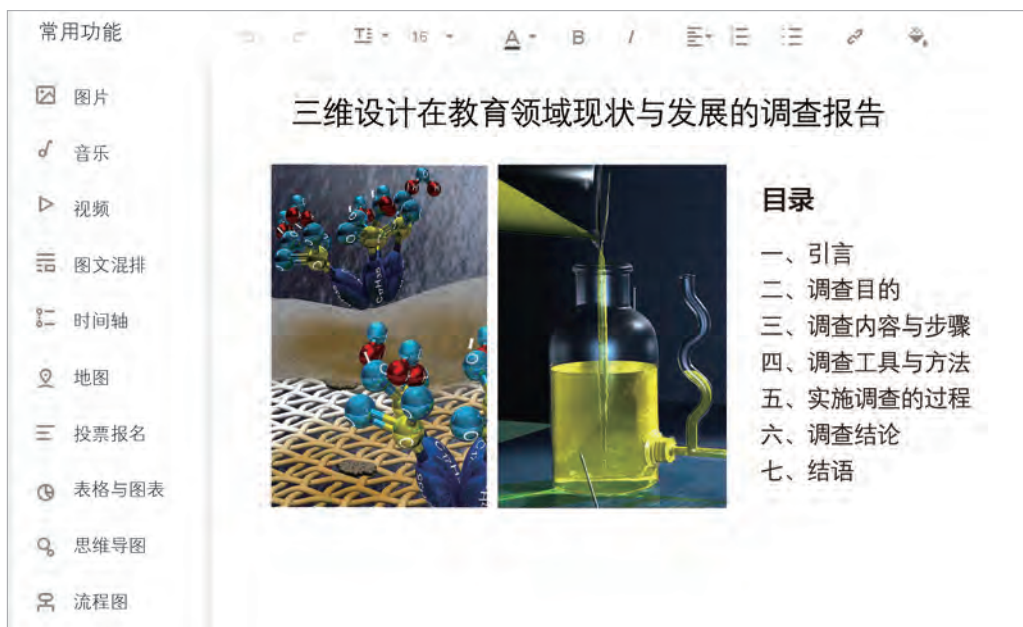 常用功能
16
A
B
I
图片
音乐
视频
图文混排
时间轴
地图
投票报名
表格与图表
思维导图
流程图
三维设计在教育领域现状与发展的调查报告
目录
一、引言
二、调查目的
三、调查内容与步骤
四、调查工具与方法
五、实施调查的过程
六、调查结论
七、结语